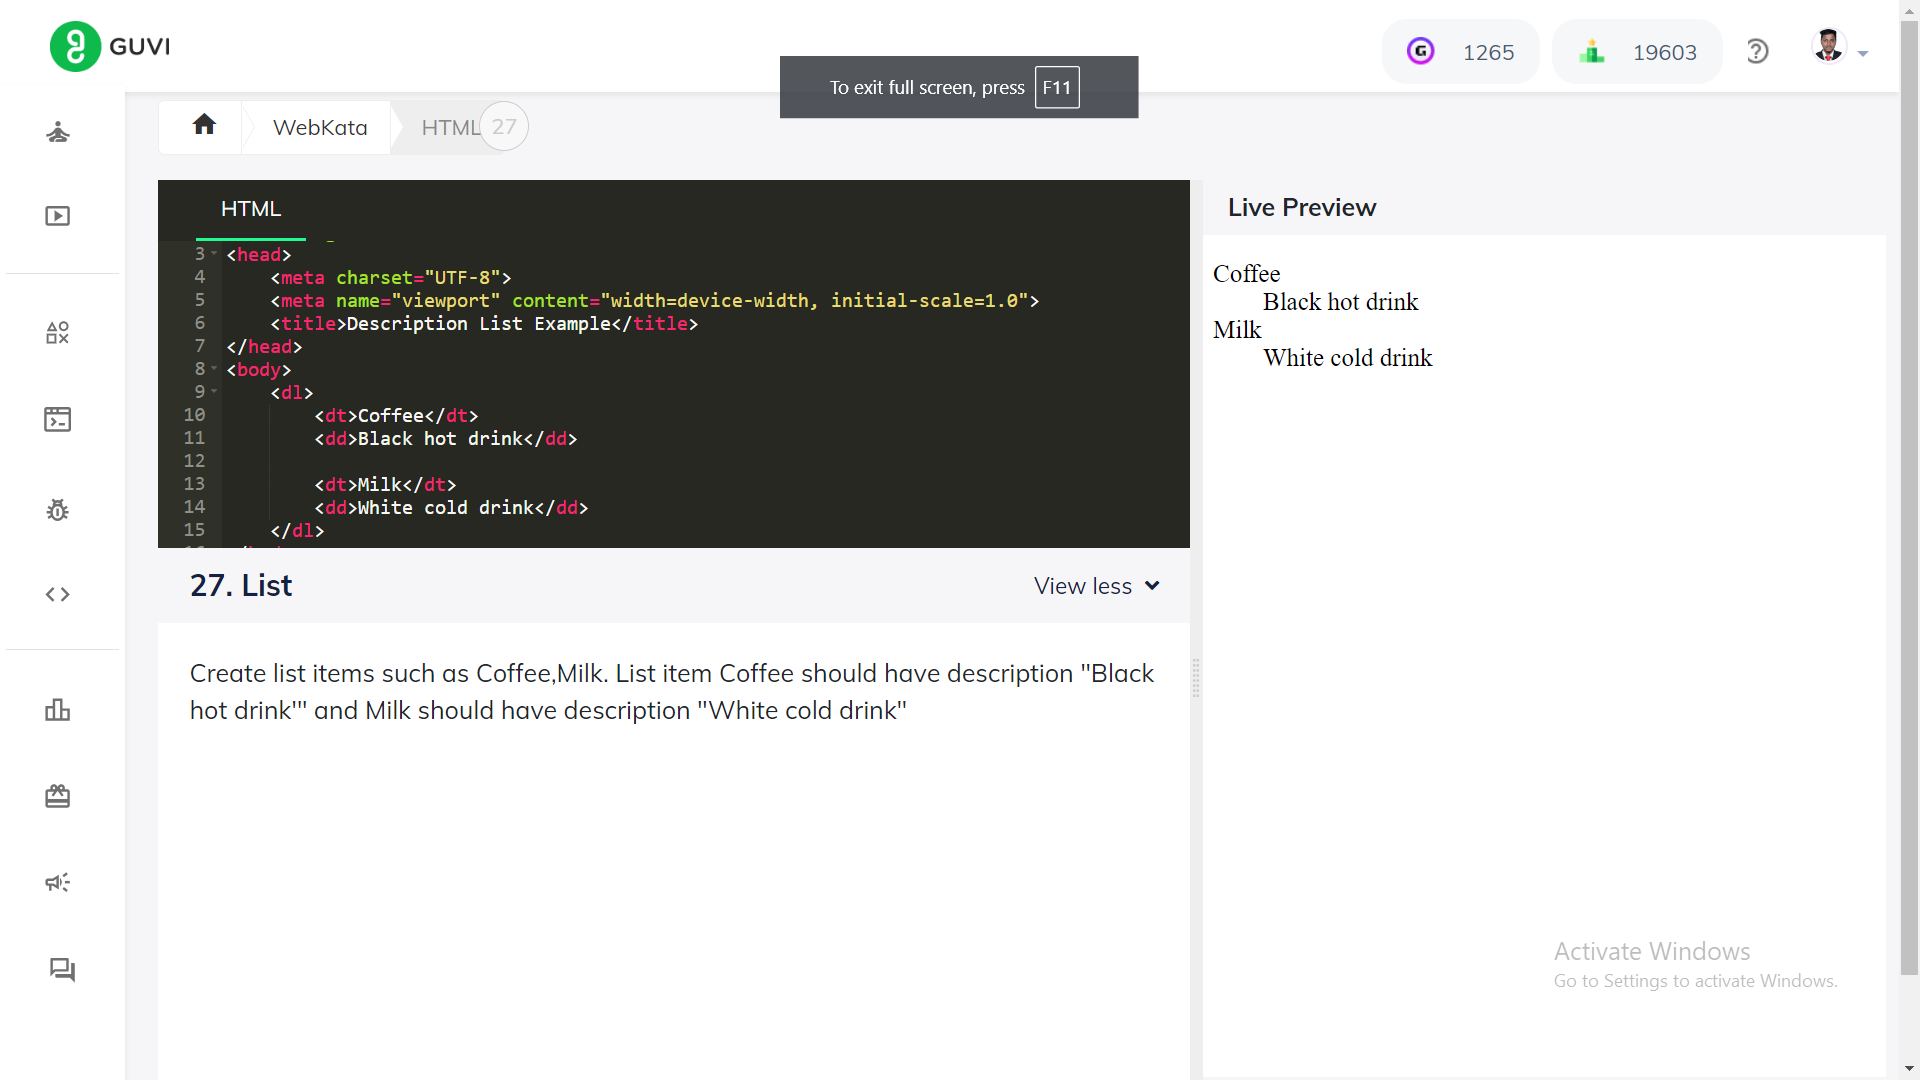 GUVI
1265
19603
To exit full screen, press F11
WebKata
HTML
27
HTML
3 <head>
4 <meta charset="UTF-8">
5 <meta name="viewport" content="width=device-width, initial-scale=1.0">
6 <title>Description List Example</title>
7 </head>
8 <body>
9 <dl>
10 <dt>Coffee</dt>
11 <dd>Black hot drink</dd>
12
13 <dt>Milk</dt>
14 <dd>White cold drink</dd>
15 </dl>
27. List
View less
Create list items such as Coffee,Milk. List item Coffee should have description "Black
hot drink'" and Milk should have description "White cold drink"
Live Preview
Coffee
Black hot drink
Milk
White cold drink
Activate Windows
Go to Settings to activate Windows.